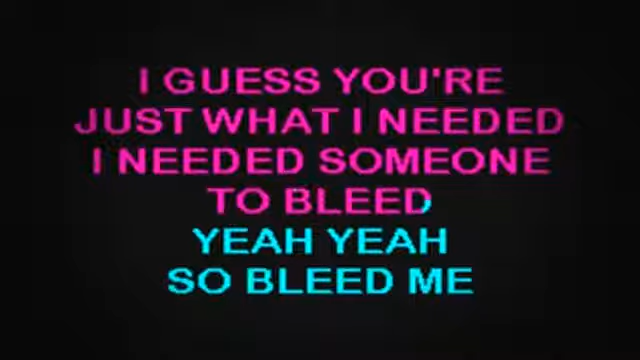 I GUESS YOU'RE
JUST WHAT I NEEDED
I NEEDED SOMEONE
TO BLEED
YEAH YEAH
SO BLEED ME